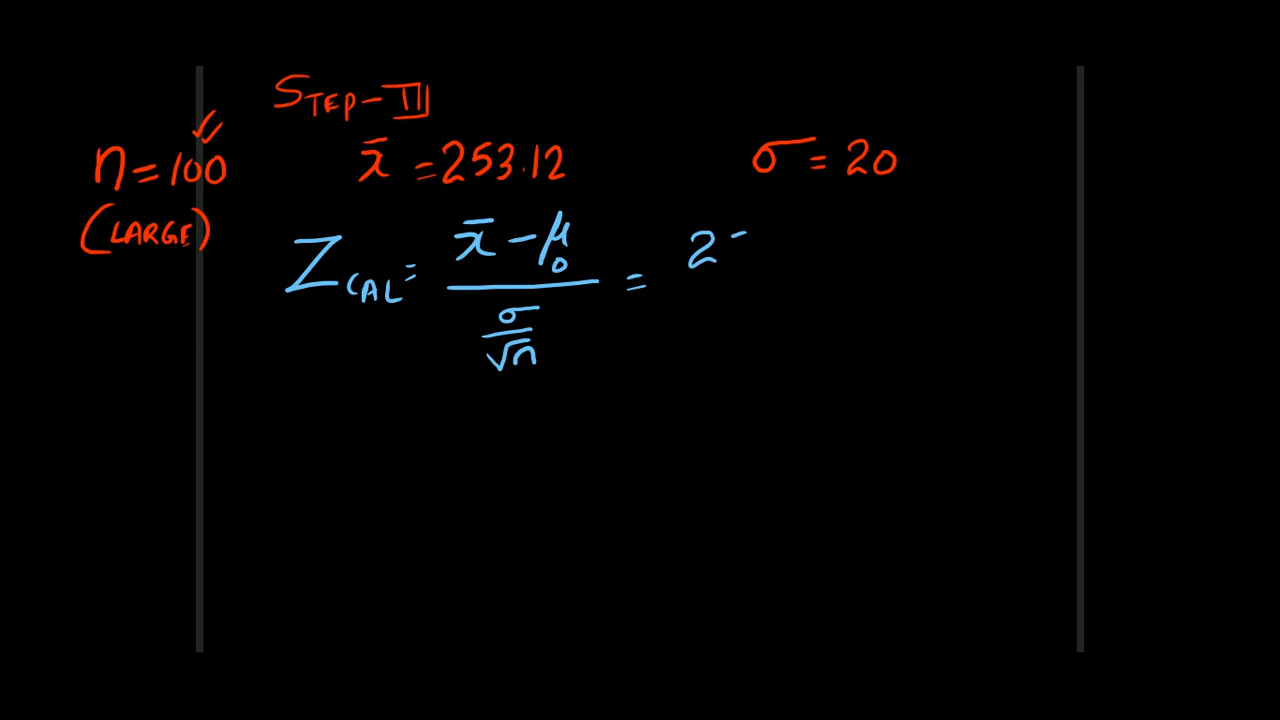 STEP-III
n=100 x̄ =253.12 σ=20
(LARGE)
Z_CAL = (x̄ - μ₀) / (σ/√n) = 2